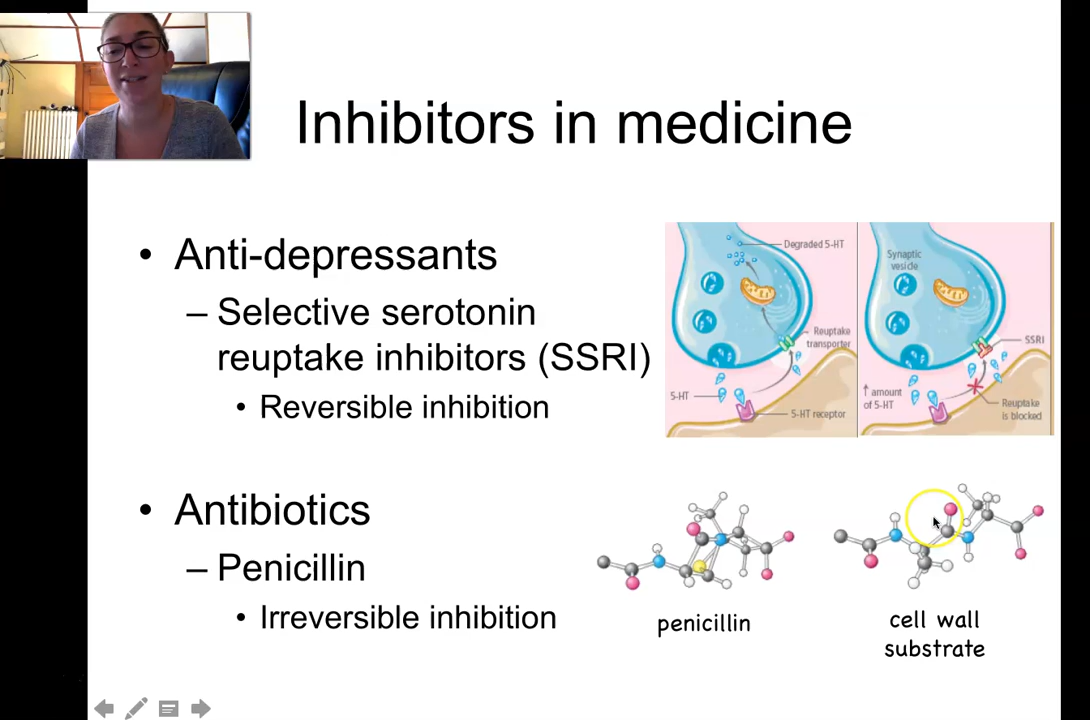 Inhibitors in medicine
• Anti-depressants
– Selective serotonin
reuptake inhibitors (SSRI)
• Reversible inhibition
Degraded 5-HT
Reuptake
transporter
5-HT
5-HT receptor
Synaptic
vesicle
SSRI
↑ amount
of 5-HT
Reuptake
is blocked
• Antibiotics
– Penicillin
• Irreversible inhibition
penicillin
cell wall
substrate